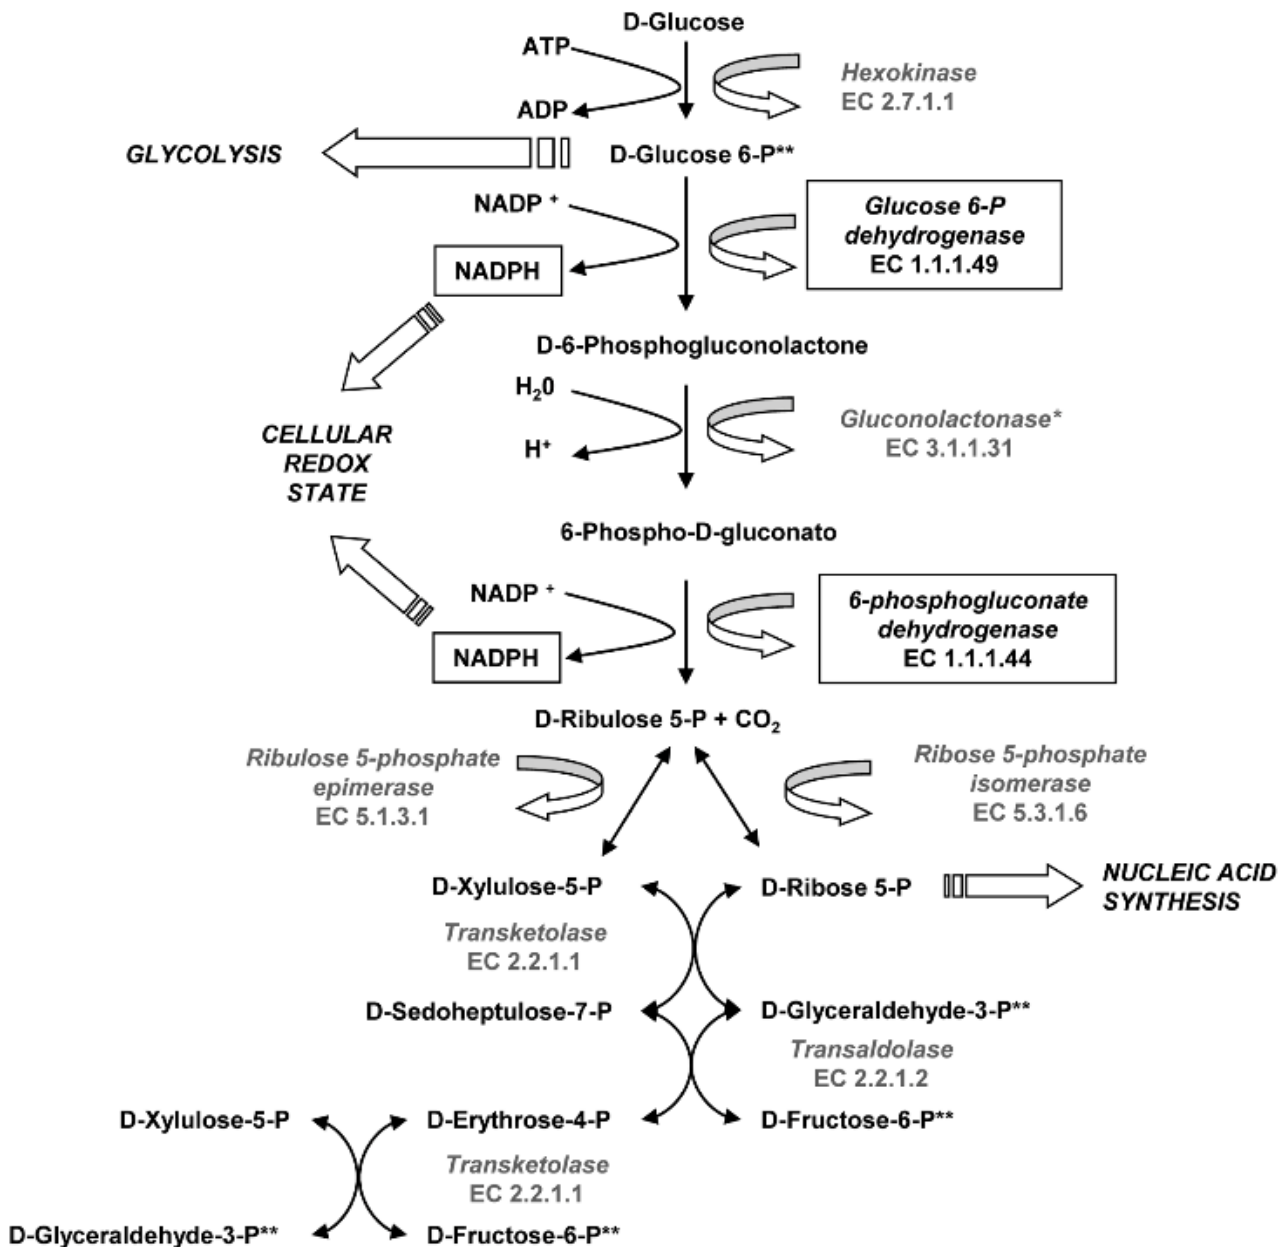 D-Glucose
ATP
Hexokinase
EC 2.7.1.1
ADP
GLYCOLYSIS
D-Glucose 6-P**
NADP +
Glucose 6-P
dehydrogenase
EC 1.1.1.49
NADPH
D-6-Phosphogluconolactone
H20
Gluconolactonase*
EC 3.1.1.31
H+
CELLULAR
REDOX
STATE
6-Phospho-D-gluconato
NADP +
6-phosphogluconate
dehydrogenase
EC 1.1.1.44
NADPH
D-Ribulose 5-P + CO2
Ribulose 5-phosphate
epimerase
EC 5.1.3.1
Ribose 5-phosphate
isomerase
EC 5.3.1.6
D-Xylulose-5-P
D-Ribose 5-P
NUCLEIC ACID
SYNTHESIS
Transketolase
EC 2.2.1.1
D-Sedoheptulose-7-P
D-Glyceraldehyde-3-P**
Transaldolase
EC 2.2.1.2
D-Xylulose-5-P
D-Erythrose-4-P
D-Fructose-6-P**
Transketolase
EC 2.2.1.1
D-Glyceraldehyde-3-P**
D-Fructose-6-P**